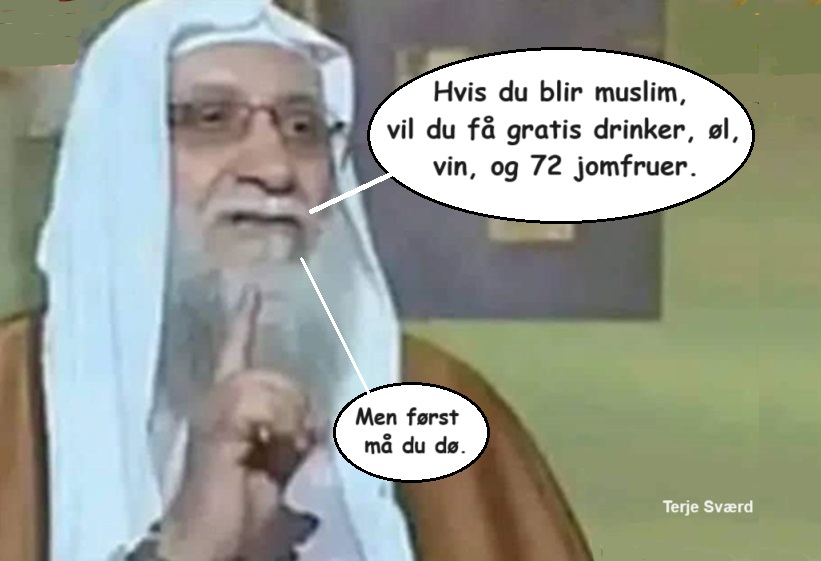 Hvis du blir muslim,
vil du få gratis drinker, øl,
vin, og 72 jomfruer.
Men først
må du dø.
Terje Sværd